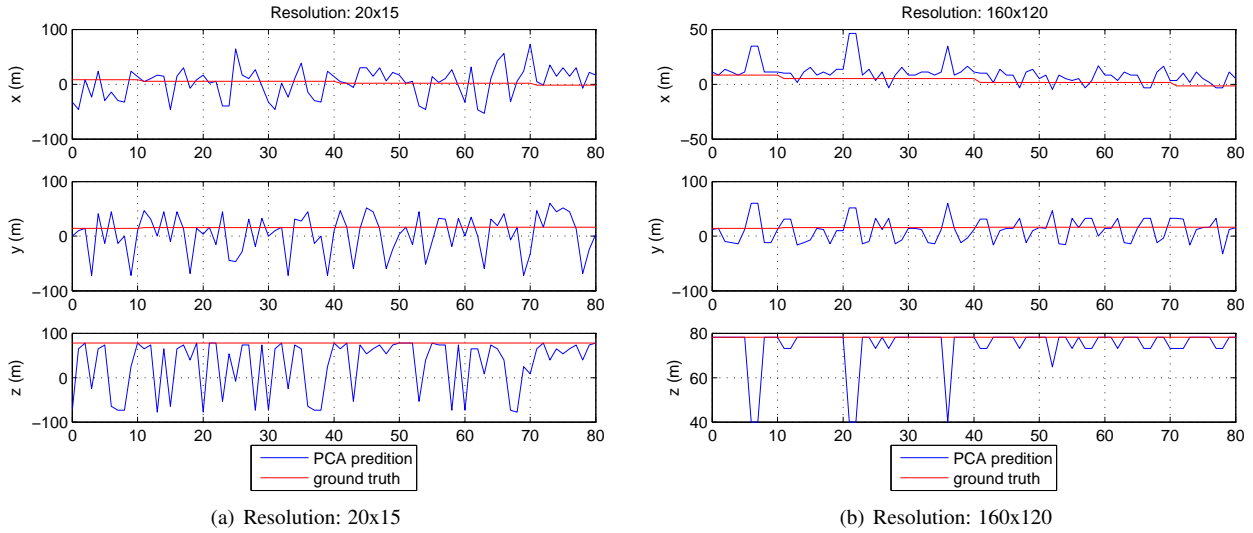 Resolution: 20x15
100
0
−100
x (m)
0 10 20 30 40 50 60 70 80
100
0
−100
y (m)
0 10 20 30 40 50 60 70 80
100
0
−100
z (m)
0 10 20 30 40 50 60 70 80
PCA predition
ground truth
(a) Resolution: 20x15
Resolution: 160x120
50
0
−50
x (m)
0 10 20 30 40 50 60 70 80
100
0
−100
y (m)
0 10 20 30 40 50 60 70 80
80
60
40
z (m)
0 10 20 30 40 50 60 70 80
PCA predition
ground truth
(b) Resolution: 160x120